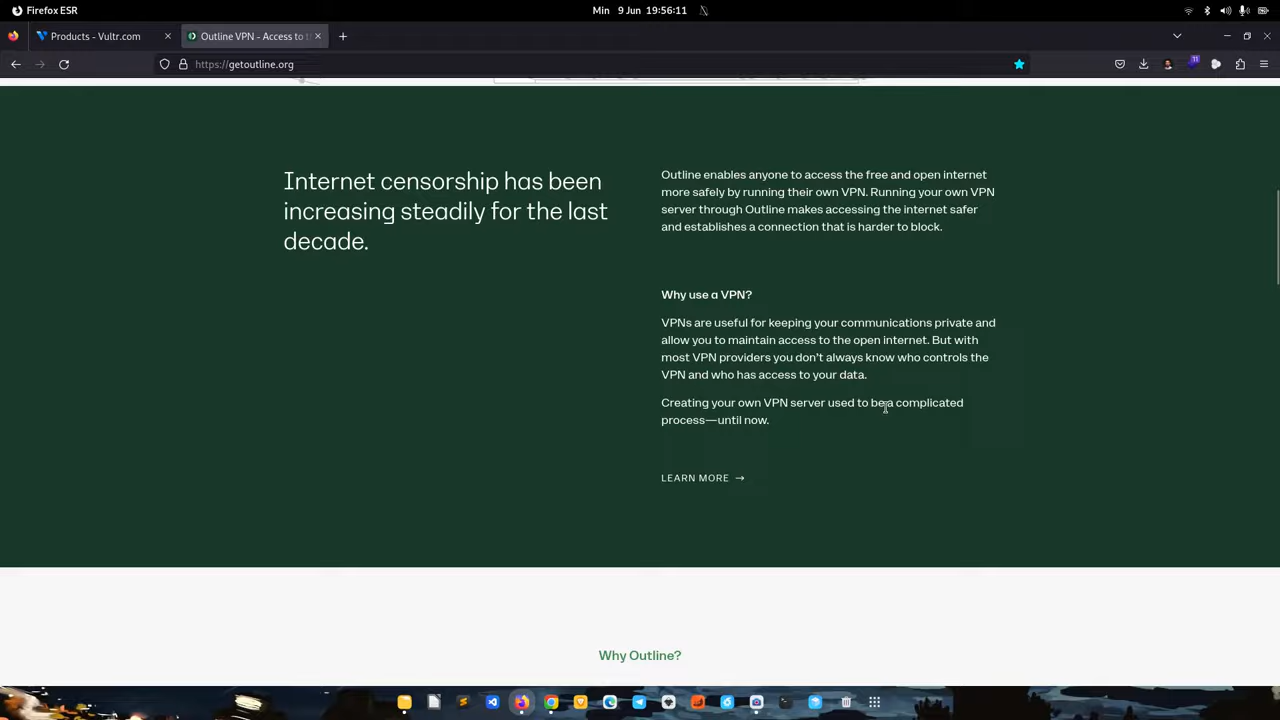 Firefox ESR
Min 9 Jun 19:56:11
Products - Vultr.com
Outline VPN - Access to t
https://getoutline.org
11
Internet censorship has been
increasing steadily for the last
decade.
Outline enables anyone to access the free and open internet
more safely by running their own VPN. Running your own VPN
server through Outline makes accessing the internet safer
and establishes a connection that is harder to block.
Why use a VPN?
VPNs are useful for keeping your communications private and
allow you to maintain access to the open internet. But with
most VPN providers you don't always know who controls the
VPN and who has access to your data.
Creating your own VPN server used to be a complicated
process—until now.
LEARN MORE →
Why Outline?